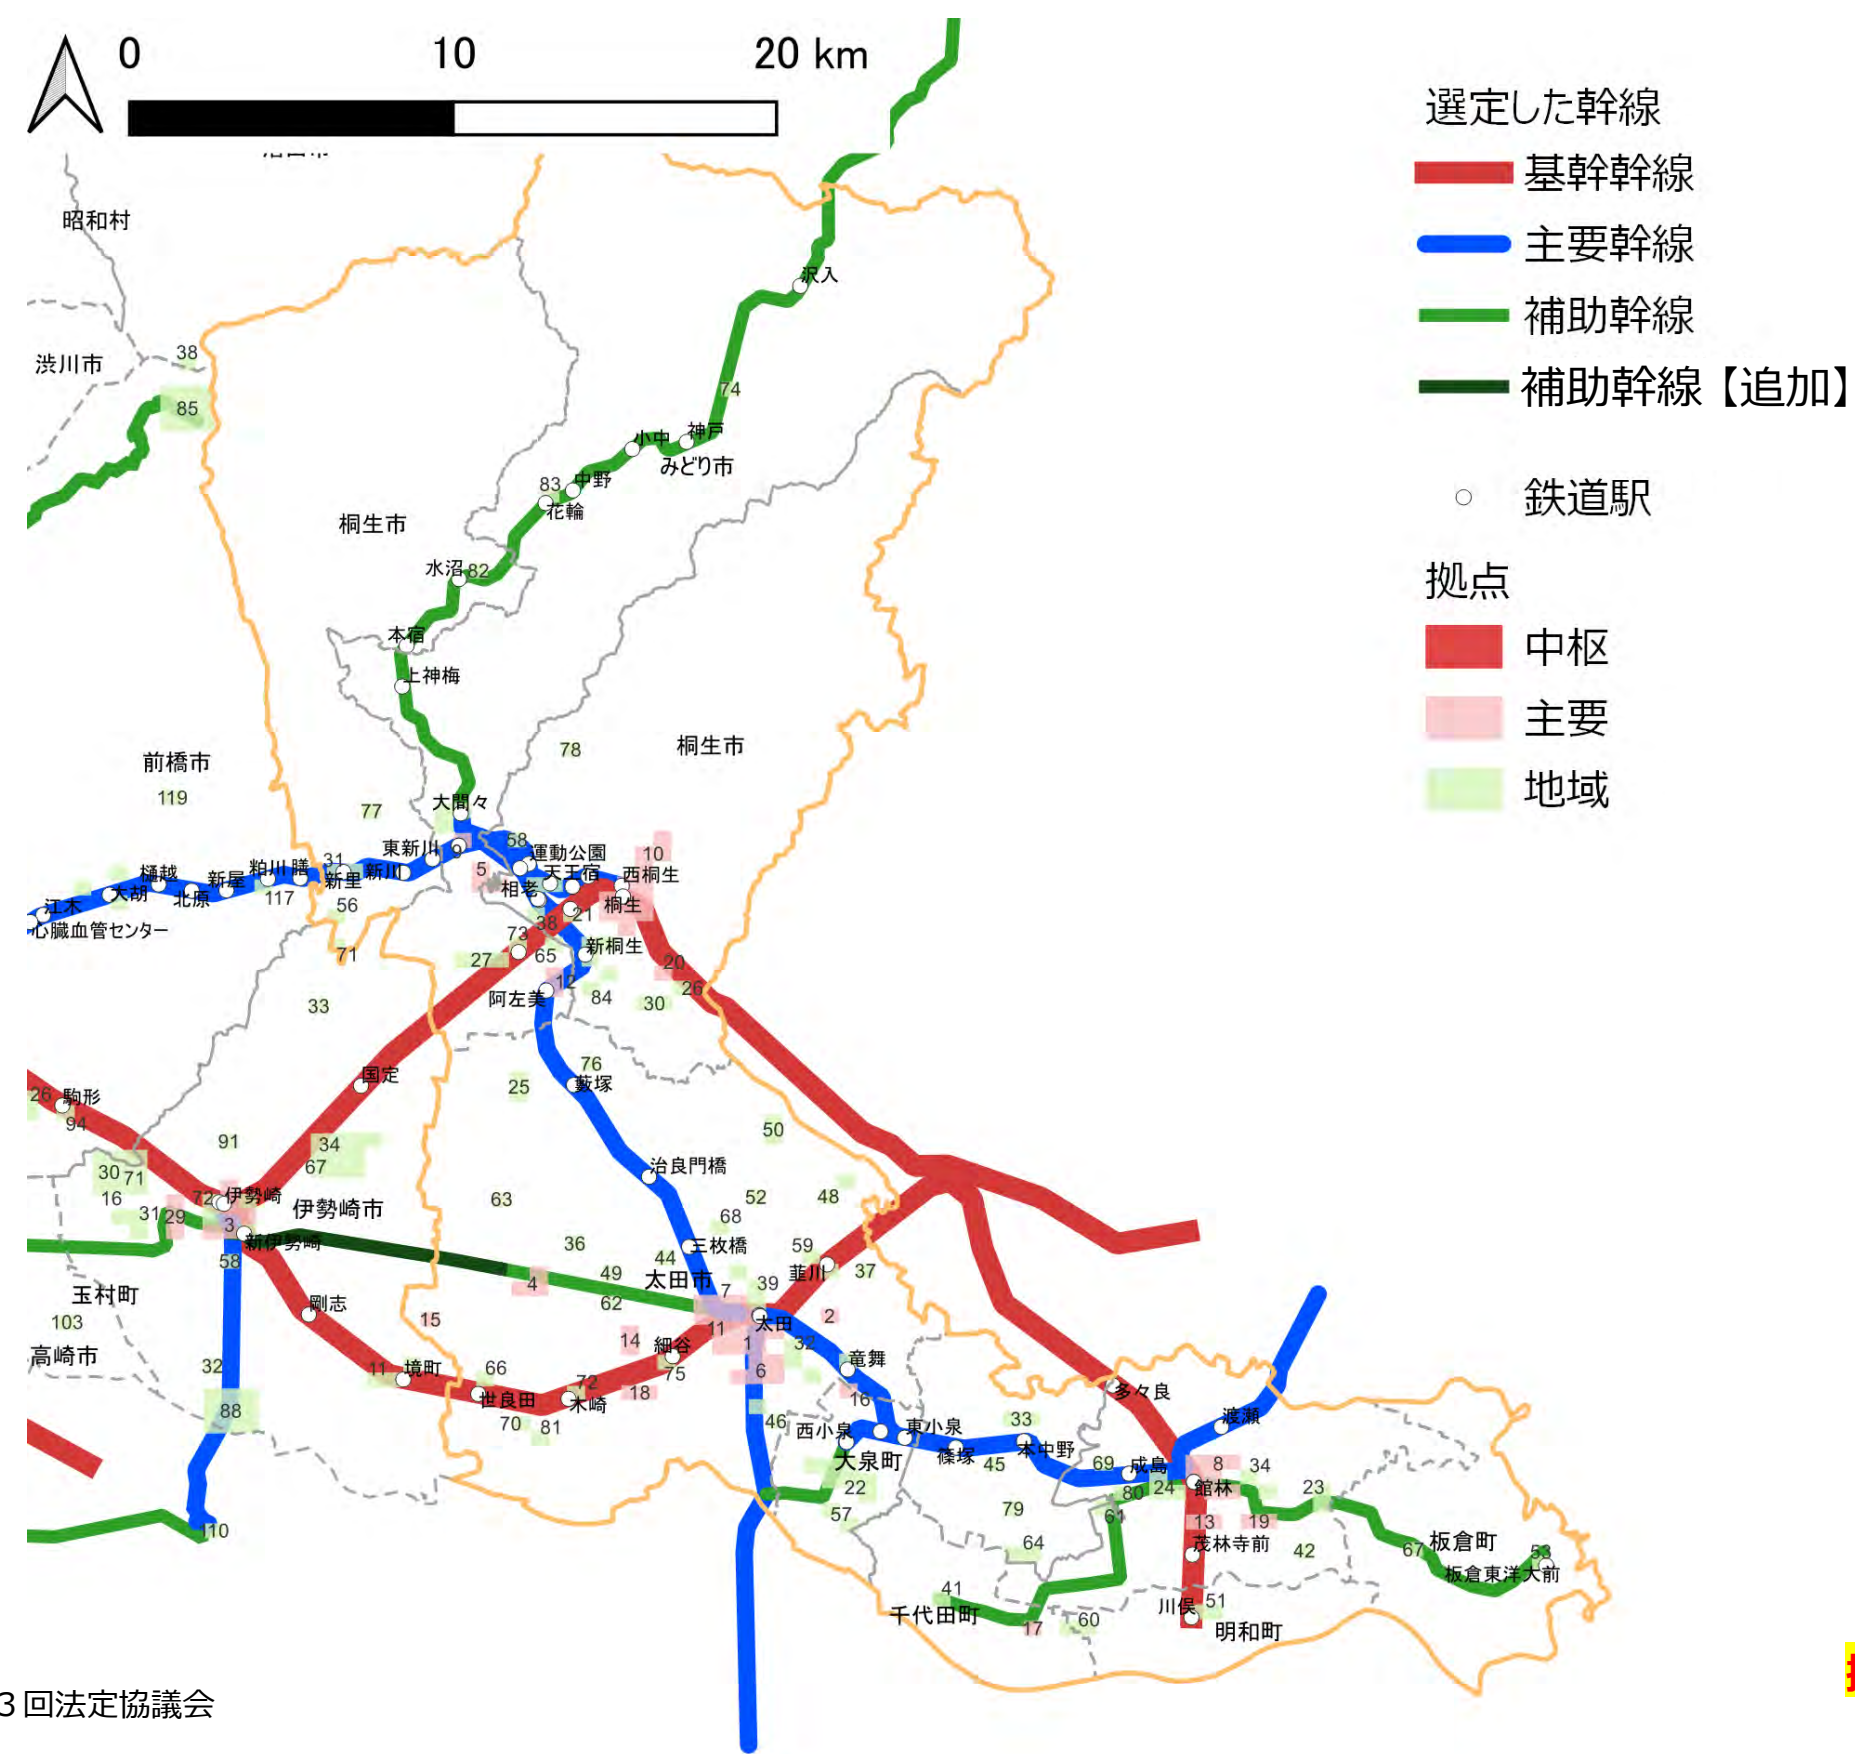 0 10 20 km
選定した幹線
基幹幹線
主要幹線
補助幹線
補助幹線【追加】
鉄道駅
拠点
中枢
主要
地域
昭和村
沢入
38
渋川市
85
74
小中 神戸
みどり市
83 中野
花輪
桐生市
水沼 82
本宿
上神梅
78
桐生市
前橋市
119
77
大間々
東新川 9
58
運動公園
10
5
天王宿
西桐生
相老
桐生
樋越
新屋
粕川 膳
31
新里
新川
大胡
北原
117
江木
心臓血管センター
56
71
38
21
73
27
65
新桐生
12
阿左美
84
20
26
30
33
76
25
藪塚
国定
26 駒形
94
91
34
67
30 71
16
31 29
72 伊勢崎
3
伊勢崎市
新伊勢崎
58
50
治良門橋
63
52
48
68
36
三枚橋
44
59
韮川
37
49
太田市
4
62
7
39
玉村町
103
剛志
15
14
細谷
11
太田
2
1
32
高崎市
32
11 境町
66
世良田
72
木崎
75
18
6
竜舞
16
88
70
81
46
西小泉
東小泉
大泉町
篠塚
33
本中野
45
多々良
渡瀬
69 成島
8
34
80
24
館林
23
22
57
79
61
13
19
110
64
茂林寺前
42
67
板倉町
53
板倉東洋大前
41
千代田町
17
60
川俣
51
明和町
3回法定協議会